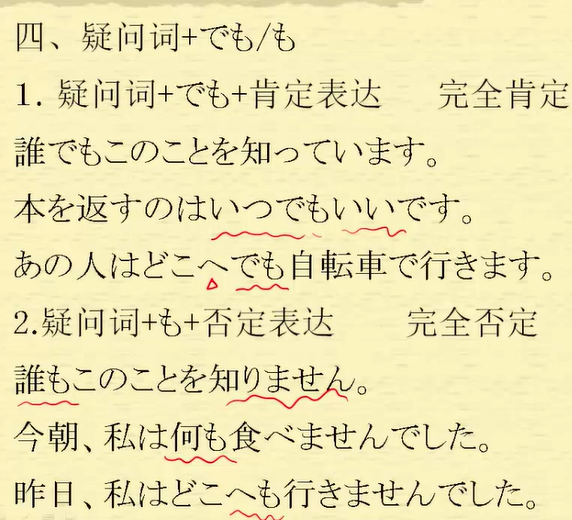 四、疑问词+でも/も
1. 疑问词+でも+肯定表达 完全肯定
誰でもこのことを知っています。
本を返すのはいつでもいいです。
あの人はどこへでも自転車で行きます。
2.疑问词+も+否定表达 完全否定
誰もこのことを知りません。
今朝、私は何も食べませんでした。
昨日、私はどこへも行きませんでした。